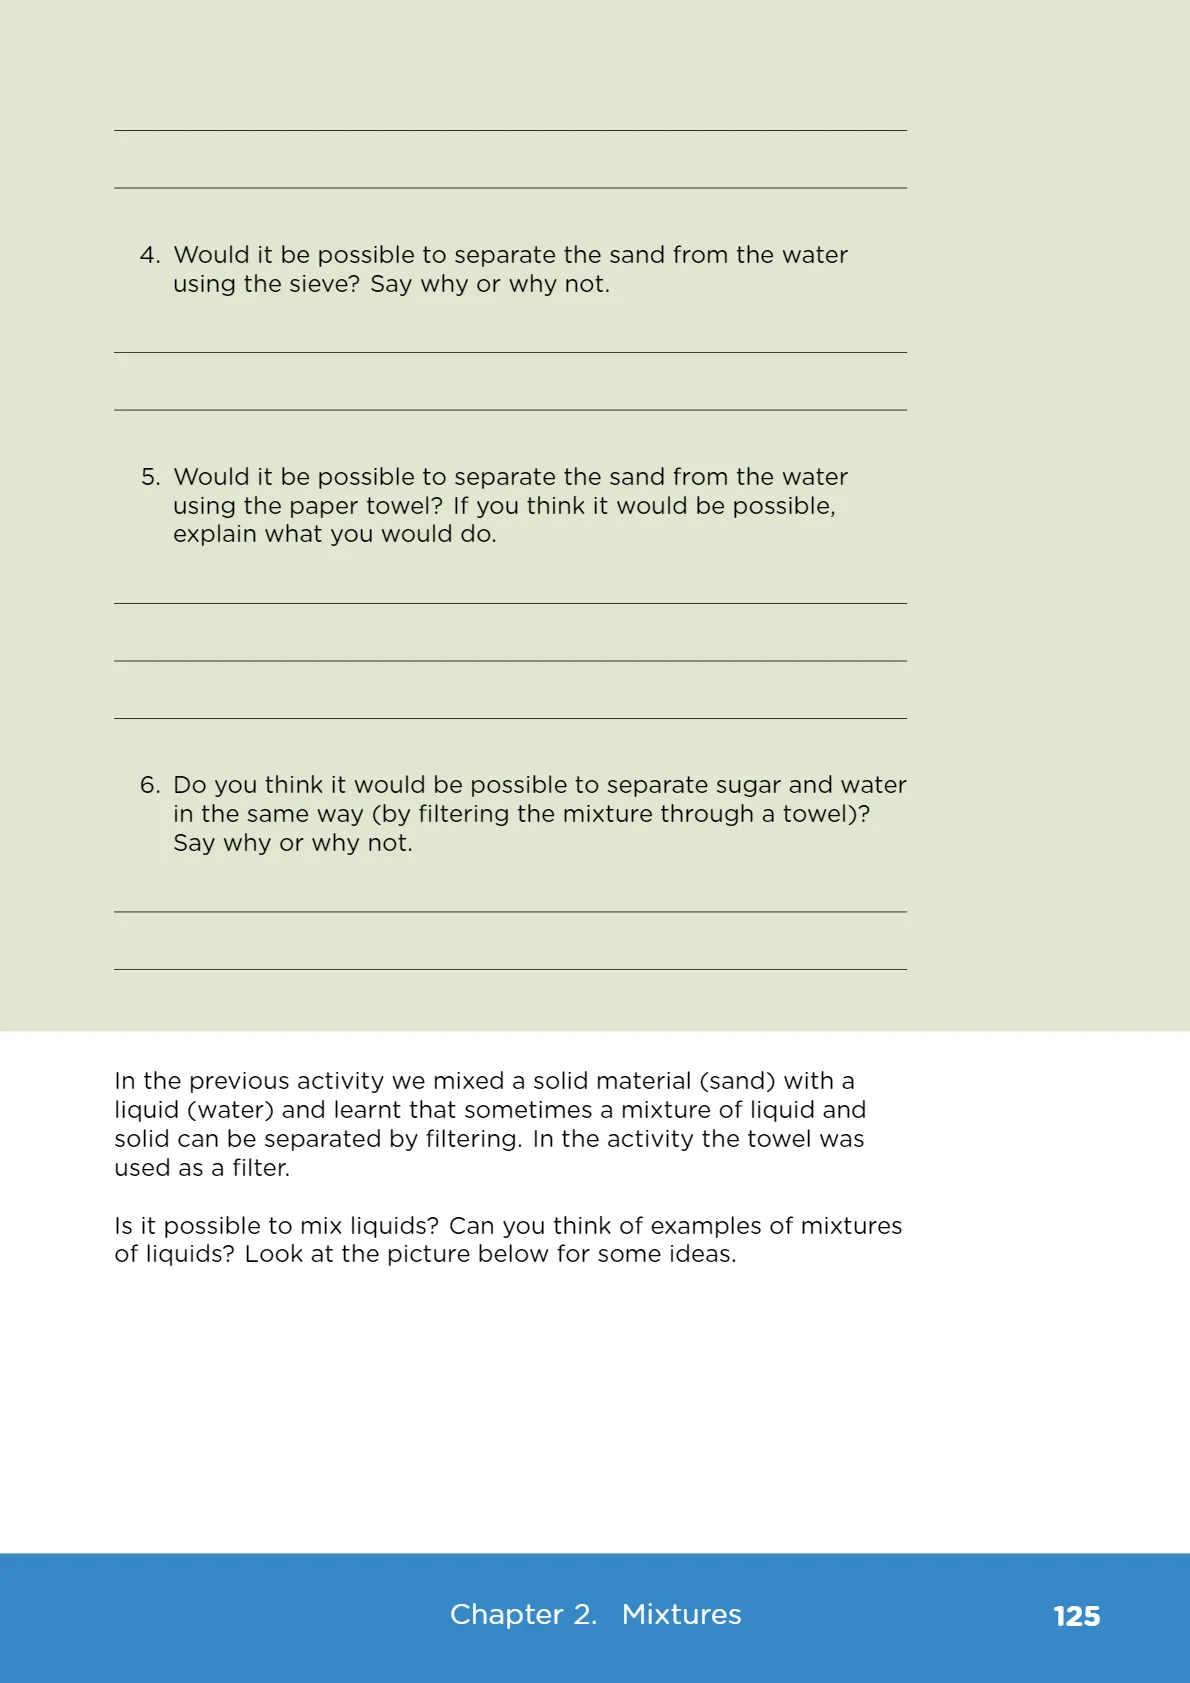 4. Would it be possible to separate the sand from the water
using the sieve? Say why or why not.
5. Would it be possible to separate the sand from the water
using the paper towel? If you think it would be possible,
explain what you would do.
6. Do you think it would be possible to separate sugar and water
in the same way (by filtering the mixture through a towel)?
Say why or why not.
In the previous activity we mixed a solid material (sand) with a
liquid (water) and learnt that sometimes a mixture of liquid and
solid can be separated by filtering. In the activity the towel was
used as a filter.
Is it possible to mix liquids? Can you think of examples of mixtures
of liquids? Look at the picture below for some ideas.
Chapter 2. Mixtures
125